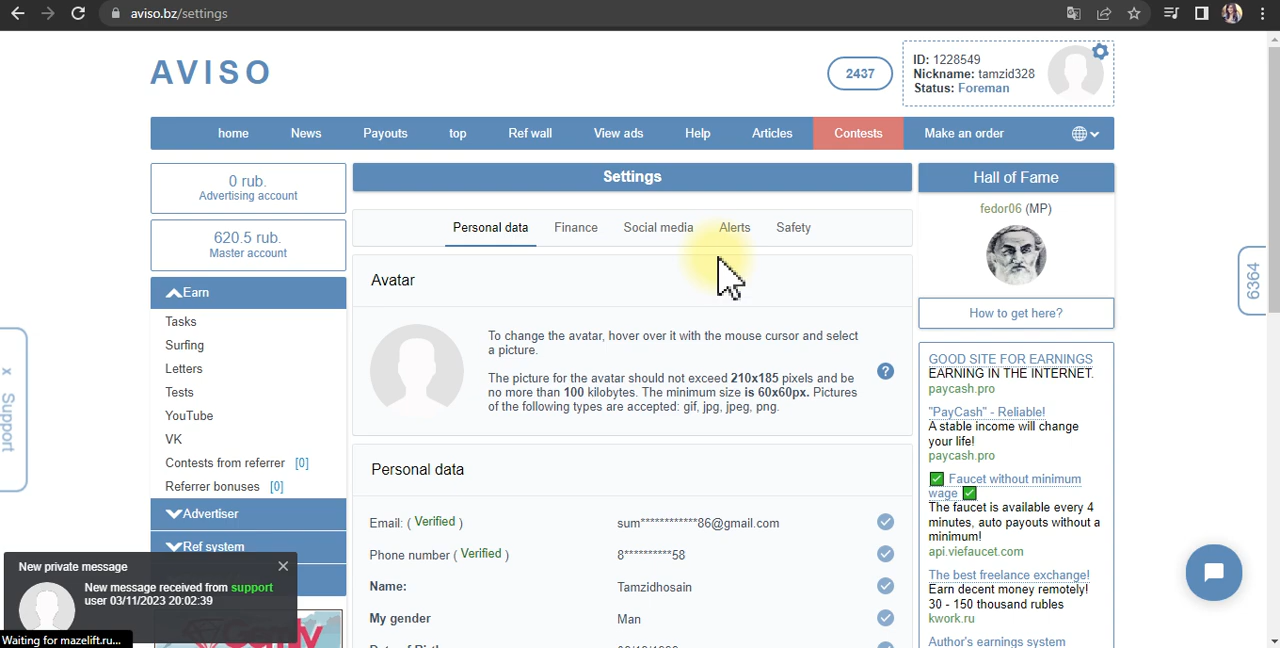 aviso.bz/settings
AVISO
2437
ID: 1228549
Nickname: tamzid328
Status: Foreman
home News Payouts top Ref wall View ads Help Articles Contests Make an order
0 rub.
Advertising account
620.5 rub.
Master account
Earn
Tasks
Surfing
Letters
Tests
YouTube
VK
Contests from referrer [0]
Referrer bonuses [0]
Advertiser
Ref system
Settings
Personal data Finance Social media Alerts Safety
Avatar
To change the avatar, hover over it with the mouse cursor and select
a picture.
The picture for the avatar should not exceed 210x185 pixels and be
no more than 100 kilobytes. The minimum size is 60x60px. Pictures
of the following types are accepted: gif, jpg, jpeg, png.
?
Personal data
Email: ( Verified ) sum************86@gmail.com
Phone number ( Verified ) 8**********58
Name: Tamzidhosain
My gender Man
Hall of Fame
fedor06 (MP)
How to get here?
GOOD SITE FOR EARNINGS
EARNING IN THE INTERNET.
paycash.pro
"PayCash" - Reliable!
A stable income will change
your life!
paycash.pro
Faucet without minimum
wage
The faucet is available every 4
minutes, auto payouts without a
minimum!
api.viefaucet.com
The best freelance exchange!
Earn decent money remotely!
30 - 150 thousand rubles
kwork.ru
Author's earnings system
6364
x Support
New private message
New message received from support
user 03/11/2023 20:02:39
Waiting for mazelift.ru...